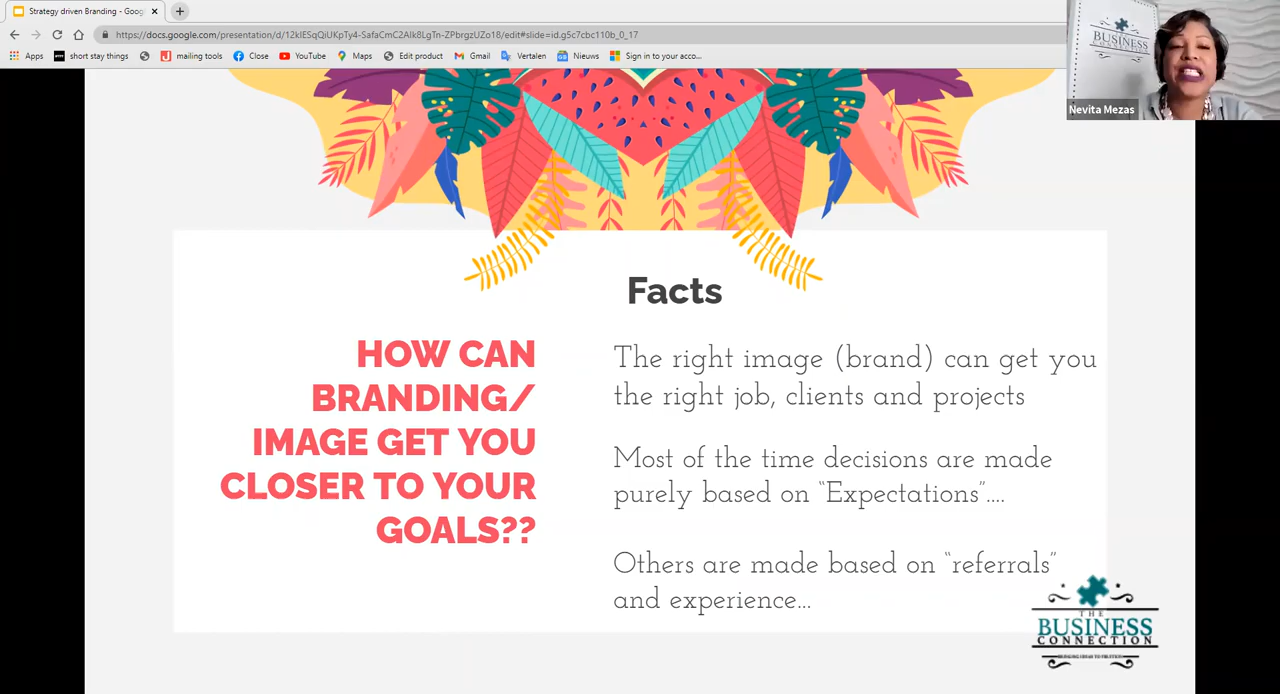 Strategy driven Branding - Goog
https://docs.google.com/presentation/d/12klESqQiUKpTy4-SafaCmC2AIk8LgTn-ZPbrgzUZo18/edit#slide=id.g5c7cbc110b_0_17
Apps short stay things mailing tools Close YouTube Maps Edit product Gmail Vertalen Nieuws Sign in to your acco...
BUSINESS
CONNECTION
Nevita Mezas
Facts
HOW CAN
BRANDING/
IMAGE GET YOU
CLOSER TO YOUR
GOALS??
The right image (brand) can get you
the right job, clients and projects
Most of the time decisions are made
purely based on “Expectations”....
Others are made based on “referrals”
and experience...
THE
BUSINESS
CONNECTION